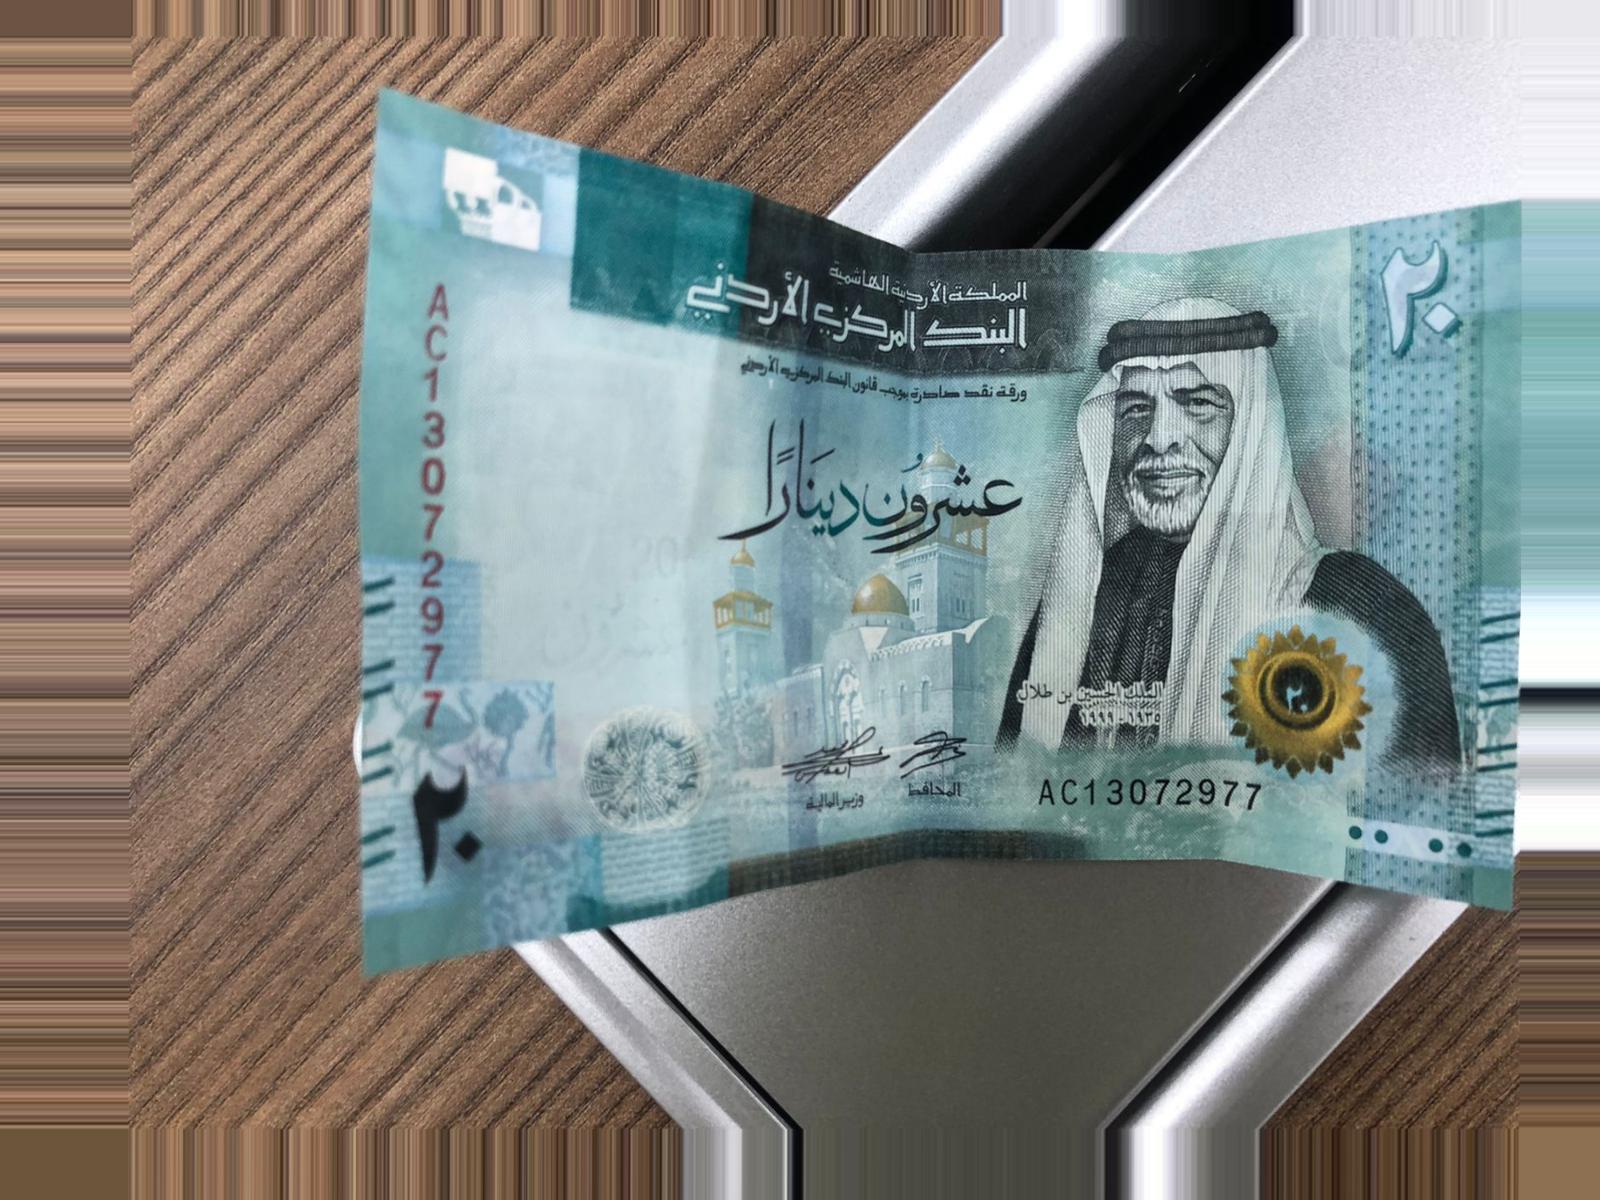 المملكة الأردنية الهاشمية
البنك المركزي الأردني
ورقة نقد صادرة بموجب قانون البنك المركزي الأردني
عشرون دينارًا
٢٠
AC13072977
الملك الحسين بن طلال
١٩٣٥-١٩٩٩
المحافظ
وزير المالية
AC13072977
٢٠